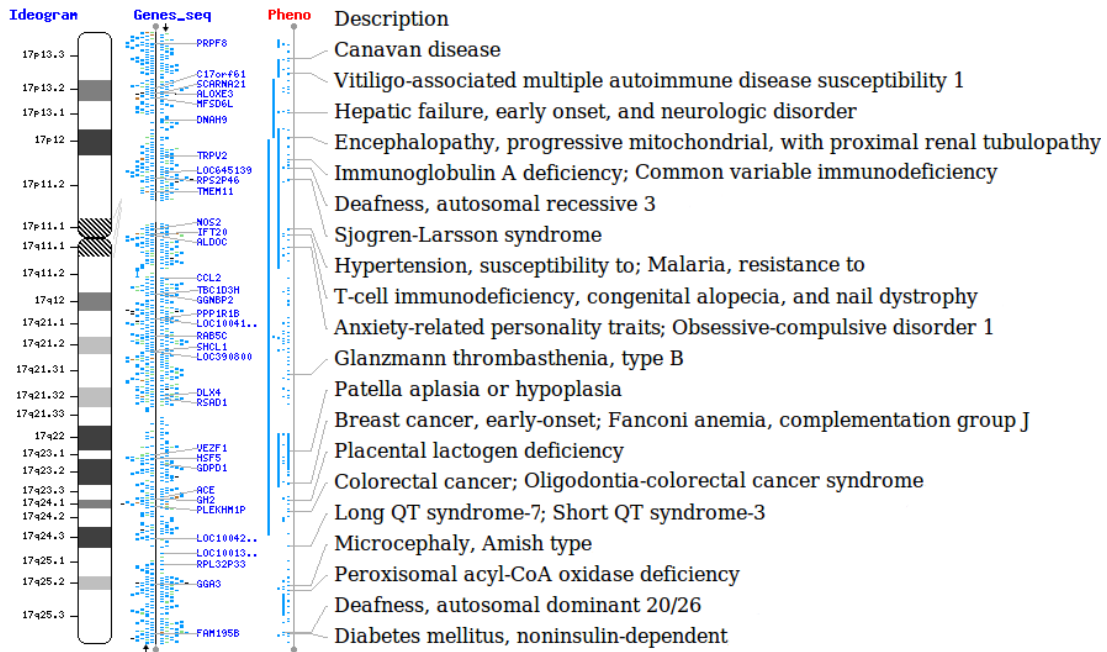 Ideogram Genes_seq Pheno Description
17p13.3
17p13.2
17p13.1
17p12
17p11.2
17p11.1
17q11.1
17q11.2
17q12
17q21.1
17q21.2
17q21.31
17q21.32
17q21.33
17q22
17q23.1
17q23.2
17q23.3
17q24.1
17q24.2
17q24.3
17q25.1
17q25.2
17q25.3
PRPF8
C17orf61
SCARNA21
ALOXE3
MFSD6L
DNAH9
TRPV2
LOC645139
RPS2P46
TMEM11
NOS2
IFT20
ALDOC
CCL2
TBC1D3H
GGNBP2
PPP1R1B
LOC10041..
RAB5C
SHCL1
LOC390800
DLX4
RSAD1
VEZF1
HSF5
GDPD1
ACE
GH2
PLEKHM1P
LOC10042..
LOC10013..
RPL32P33
GGA3
FAM195B
Canavan disease
Vitiligo-associated multiple autoimmune disease susceptibility 1
Hepatic failure, early onset, and neurologic disorder
Encephalopathy, progressive mitochondrial, with proximal renal tubulopathy
Immunoglobulin A deficiency; Common variable immunodeficiency
Deafness, autosomal recessive 3
Sjogren-Larsson syndrome
Hypertension, susceptibility to; Malaria, resistance to
T-cell immunodeficiency, congenital alopecia, and nail dystrophy
Anxiety-related personality traits; Obsessive-compulsive disorder 1
Glanzmann thrombasthenia, type B
Patella aplasia or hypoplasia
Breast cancer, early-onset; Fanconi anemia, complementation group J
Placental lactogen deficiency
Colorectal cancer; Oligodontia-colorectal cancer syndrome
Long QT syndrome-7; Short QT syndrome-3
Microcephaly, Amish type
Peroxisomal acyl-CoA oxidase deficiency
Deafness, autosomal dominant 20/26
Diabetes mellitus, noninsulin-dependent